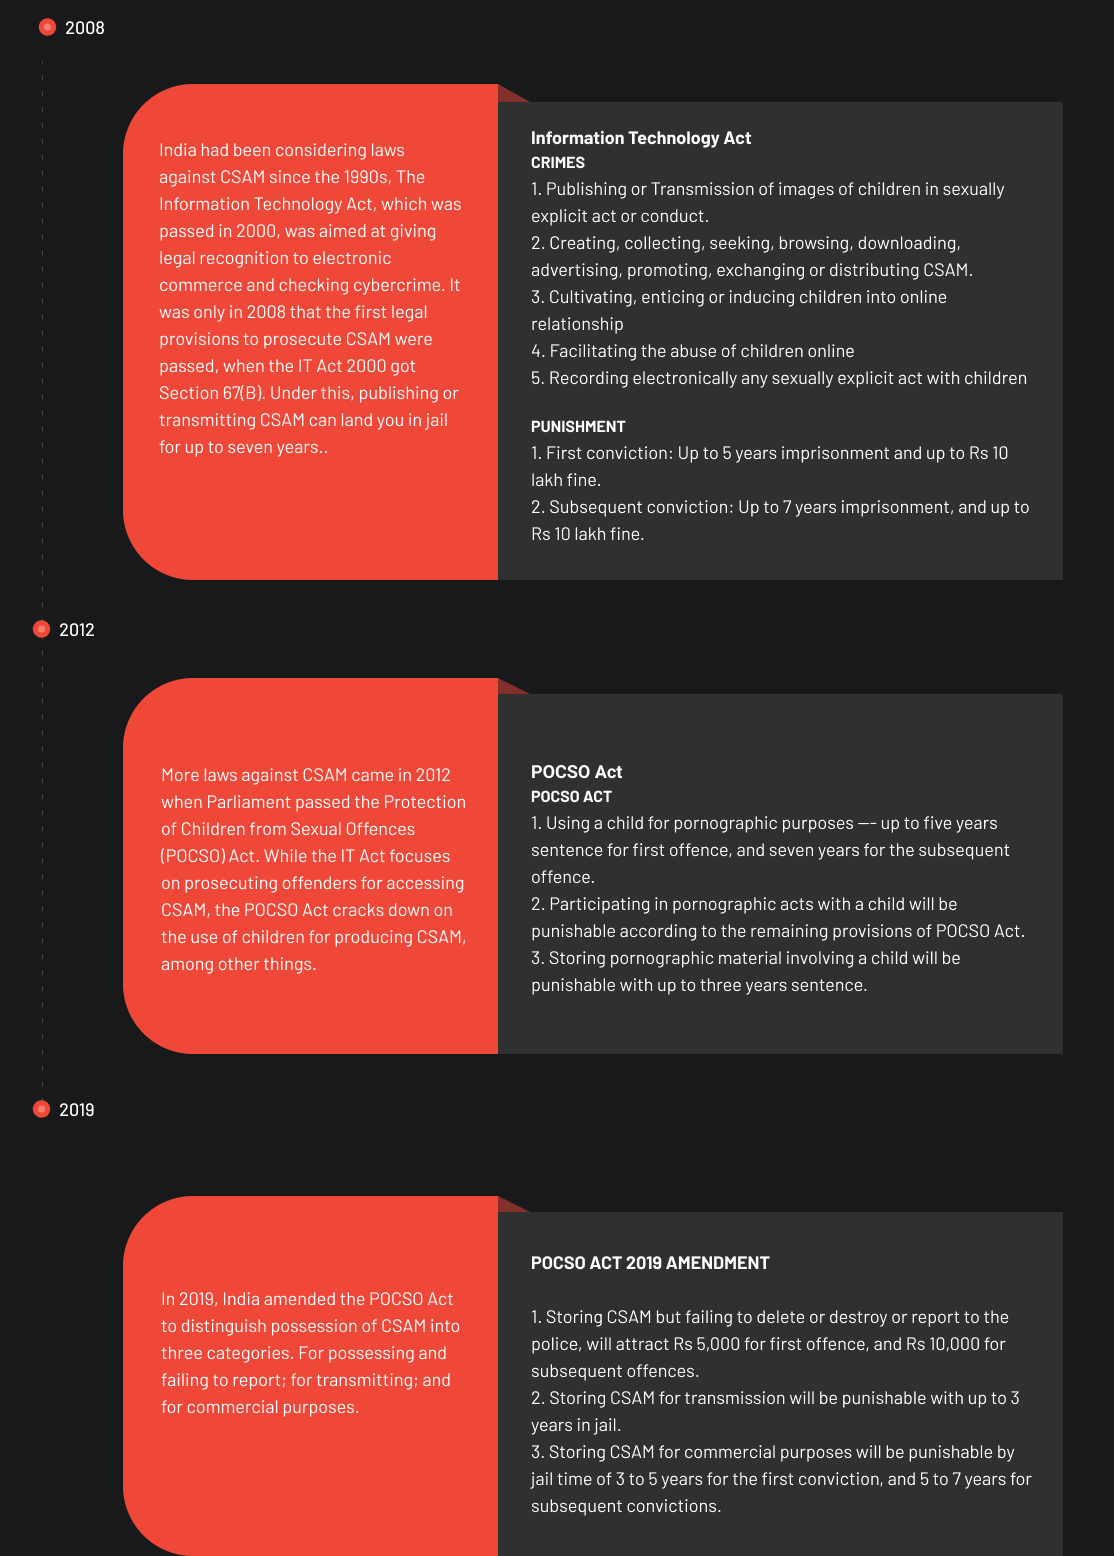 2008
India had been considering laws
against CSAM since the 1990s, The
Information Technology Act, which was
passed in 2000, was aimed at giving
legal recognition to electronic
commerce and checking cybercrime. It
was only in 2008 that the first legal
provisions to prosecute CSAM were
passed, when the IT Act 2000 got
Section 67(B). Under this, publishing or
transmitting CSAM can land you in jail
for up to seven years..
Information Technology Act
CRIMES
1. Publishing or Transmission of images of children in sexually
explicit act or conduct.
2. Creating, collecting, seeking, browsing, downloading,
advertising, promoting, exchanging or distributing CSAM.
3. Cultivating, enticing or inducing children into online
relationship
4. Facilitating the abuse of children online
5. Recording electronically any sexually explicit act with children
PUNISHMENT
1. First conviction: Up to 5 years imprisonment and up to Rs 10
lakh fine.
2. Subsequent conviction: Up to 7 years imprisonment, and up to
Rs 10 lakh fine.
2012
More laws against CSAM came in 2012
when Parliament passed the Protection
of Children from Sexual Offences
(POCSO) Act. While the IT Act focuses
on prosecuting offenders for accessing
CSAM, the POCSO Act cracks down on
the use of children for producing CSAM,
among other things.
POCSO Act
POCSO ACT
1. Using a child for pornographic purposes —- up to five years
sentence for first offence, and seven years for the subsequent
offence.
2. Participating in pornographic acts with a child will be
punishable according to the remaining provisions of POCSO Act.
3. Storing pornographic material involving a child will be
punishable with up to three years sentence.
2019
In 2019, India amended the POCSO Act
to distinguish possession of CSAM into
three categories. For possessing and
failing to report; for transmitting; and
for commercial purposes.
POCSO ACT 2019 AMENDMENT
1. Storing CSAM but failing to delete or destroy or report to the
police, will attract Rs 5,000 for first offence, and Rs 10,000 for
subsequent offences.
2. Storing CSAM for transmission will be punishable with up to 3
years in jail.
3. Storing CSAM for commercial purposes will be punishable by
jail time of 3 to 5 years for the first conviction, and 5 to 7 years for
subsequent convictions.